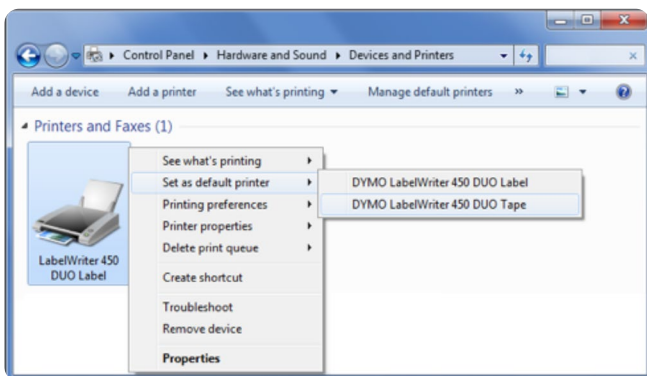 Control Panel Hardware and Sound Devices and Printers
Add a device Add a printer See what's printing Manage default printers »
Printers and Faxes (1)
LabelWriter 450
DUO Label
See what's printing
Set as default printer
Printing preferences
Printer properties
Delete print queue
Create shortcut
Troubleshoot
Remove device
Properties
DYMO LabelWriter 450 DUO Label
DYMO LabelWriter 450 DUO Tape